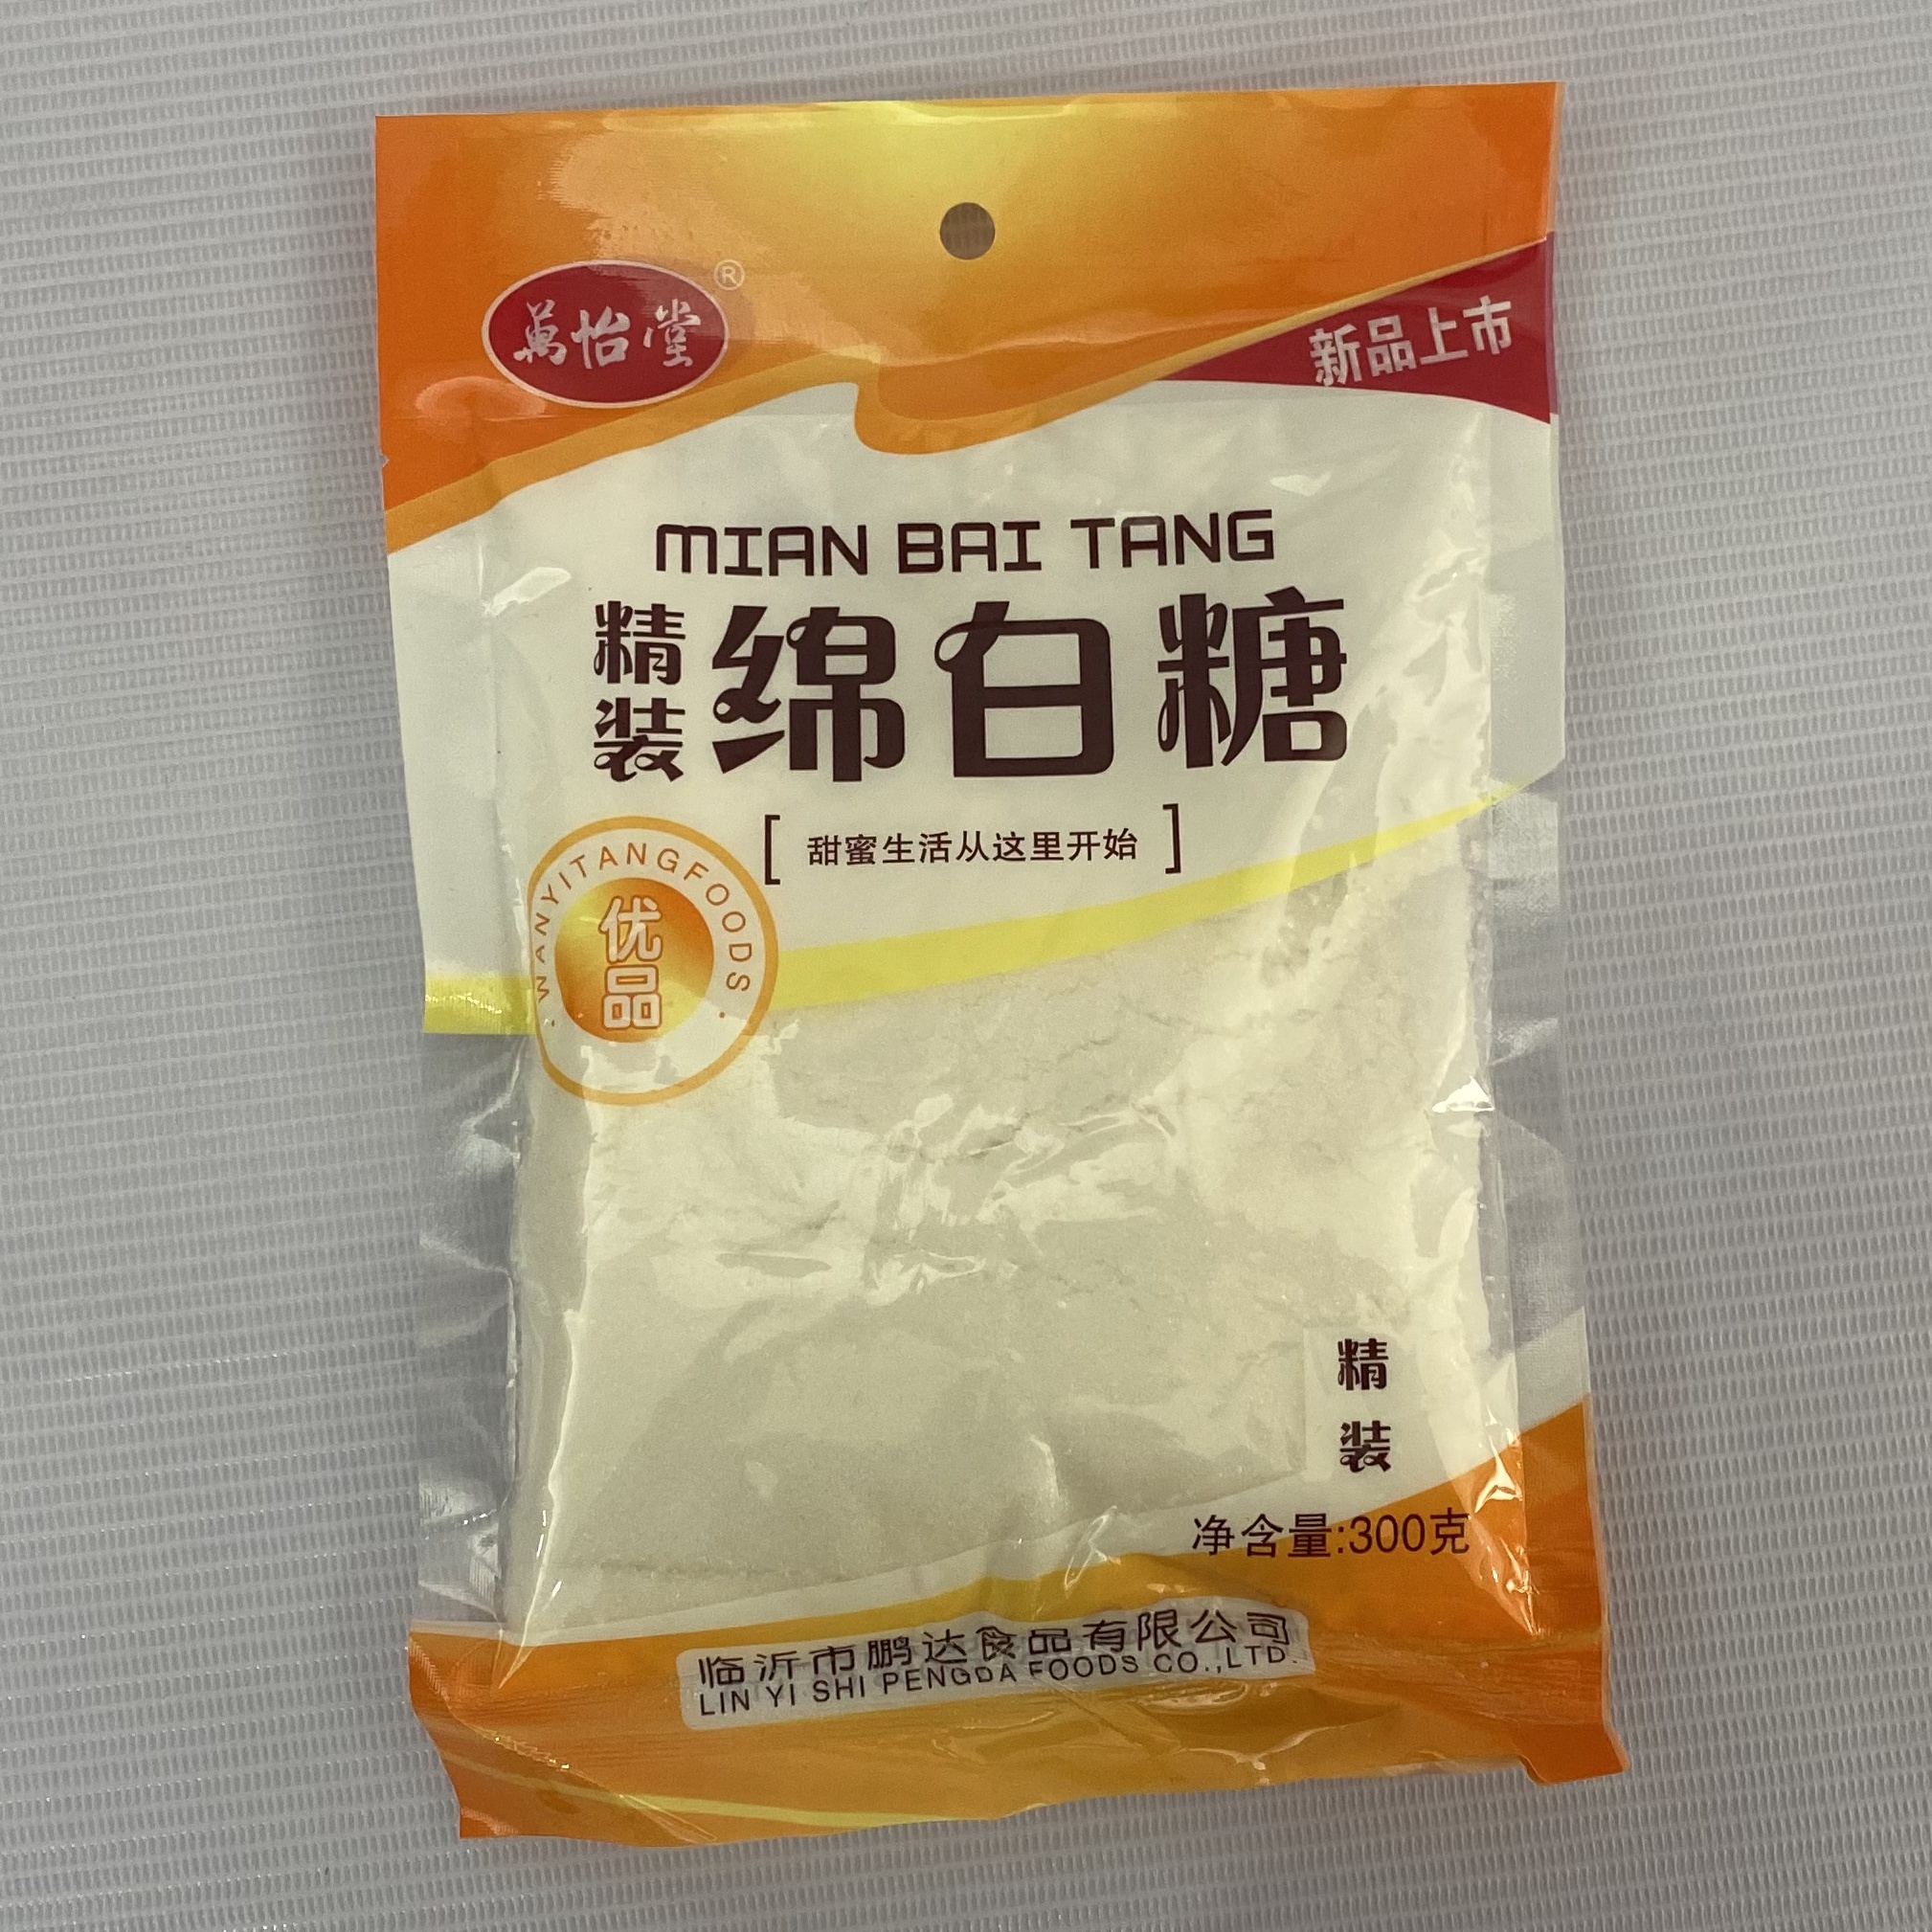 萬怡堂®
新品上市
MIAN BAI TANG
精装
绵白糖
[ 甜蜜生活从这里开始 ]
· WANYITANGFOODS ·
优品
精装
净含量:300克
临沂市鹏达食品有限公司
LIN YI SHI PENGDA FOODS CO.,LTD.